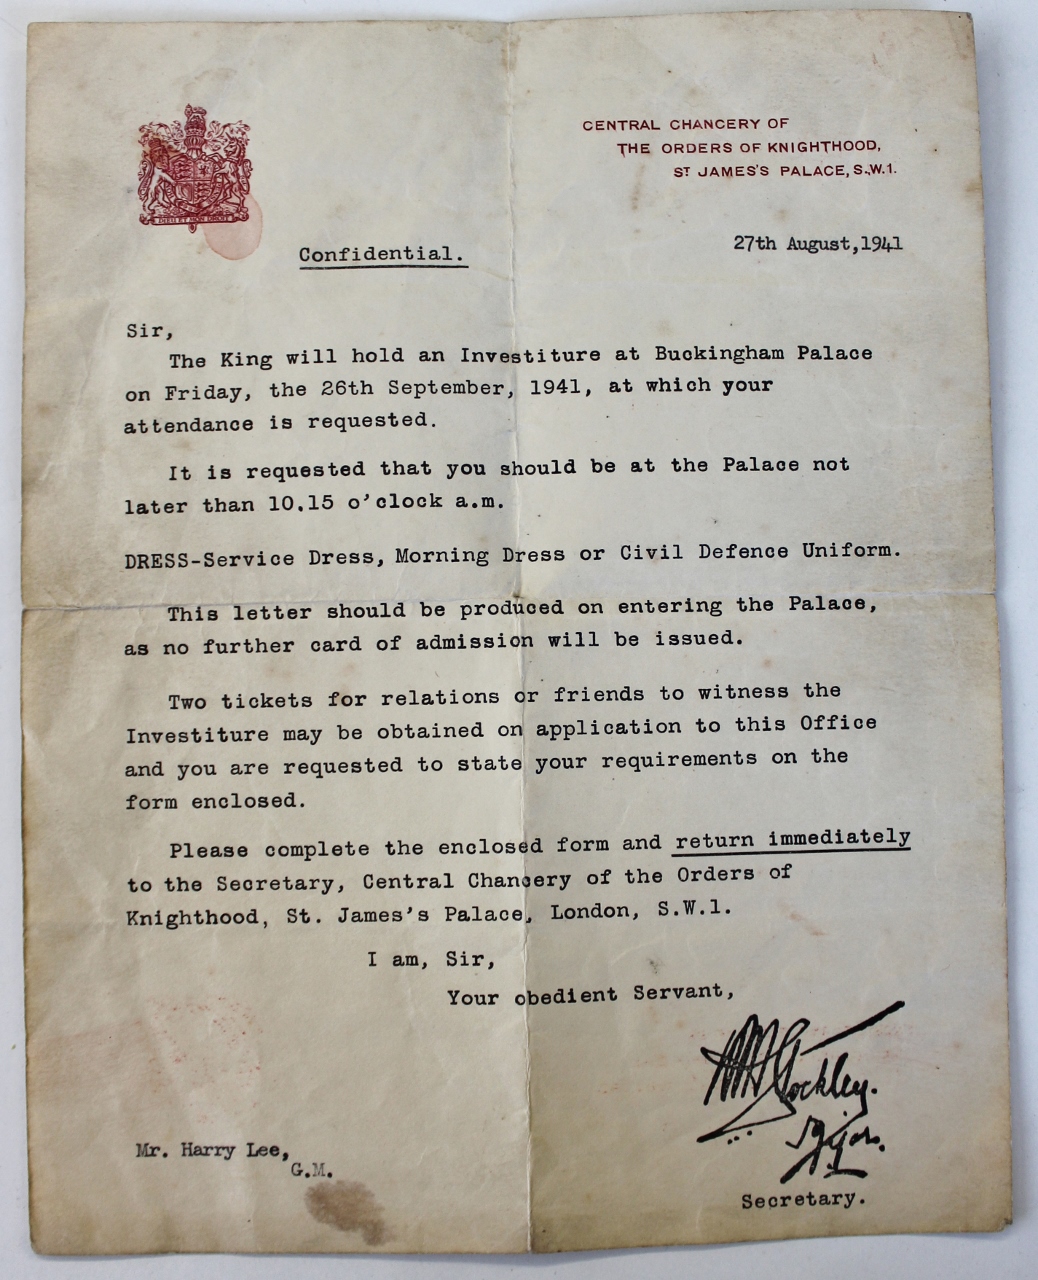 CENTRAL CHANCERY OF
THE ORDERS OF KNIGHTHOOD,
ST JAMES'S PALACE, S.W.1.
DIEU ET MON DROIT
27th August,1941
Confidential.
Sir,
The King will hold an Investiture at Buckingham Palace
on Friday, the 26th September, 1941, at which your
attendance is requested.
It is requested that you should be at the Palace not
later than 10.15 o'clock a.m.
DRESS-Service Dress, Morning Dress or Civil Defence Uniform.
This letter should be produced on entering the Palace,
as no further card of admission will be issued.
Two tickets for relations or friends to witness the
Investiture may be obtained on application to this Office
and you are requested to state your requirements on the
form enclosed.
Please complete the enclosed form and return immediately
to the Secretary, Central Chancery of the Orders of
Knighthood, St. James's Palace, London, S.W.1.
I am, Sir,
Your obedient Servant,
Stockley.
Major.
Secretary.
Mr. Harry Lee,
G.M.